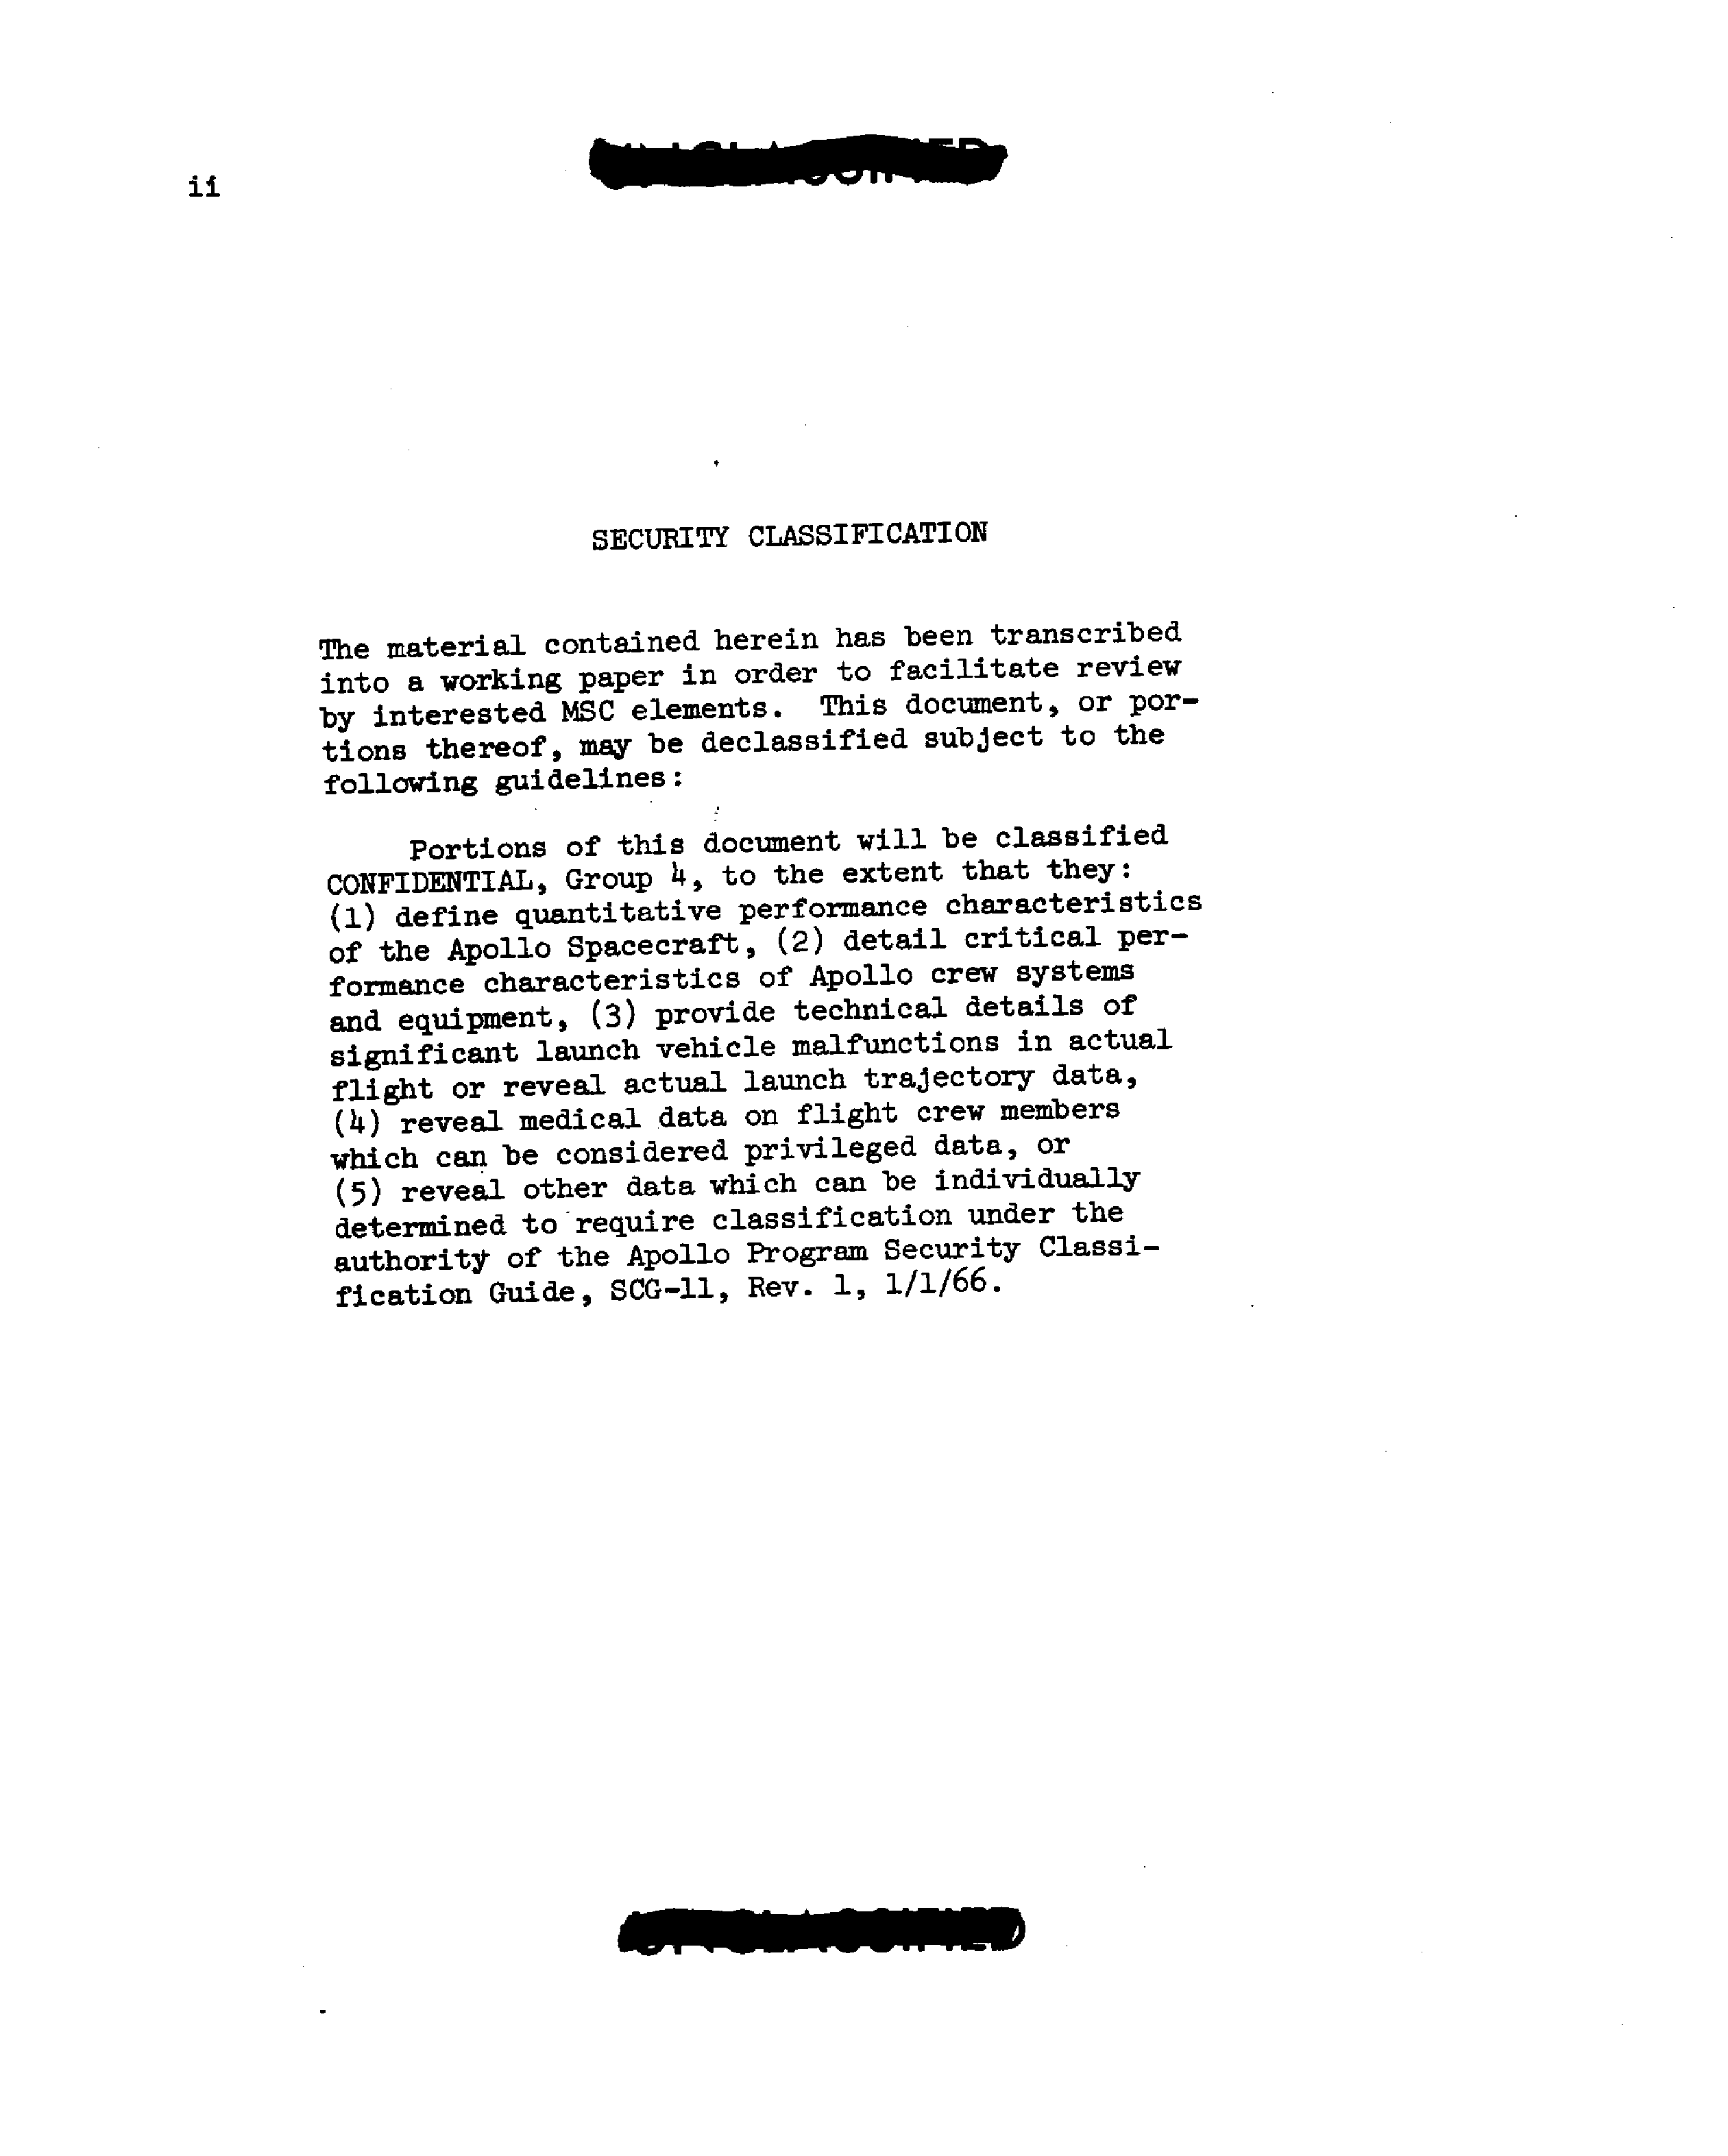 ii
SECURITY CLASSIFICATION
The material contained herein has been transcribed
into a working paper in order to facilitate review
by interested MSC elements. This document, or por-
tions thereof, may be declassified subject to the
following guidelines:
Portions of this document will be classified
CONFIDENTIAL, Group 4, to the extent that they:
(1) define quantitative performance characteristics
of the Apollo Spacecraft, (2) detail critical per-
formance characteristics of Apollo crew systems
and equipment, (3) provide technical details of
significant launch vehicle malfunctions in actual
flight or reveal actual launch trajectory data,
(4) reveal medical data on flight crew members
which can be considered privileged data, or
(5) reveal other data which can be individually
determined to require classification under the
authority of the Apollo Program Security Classi-
fication Guide, SCG-11, Rev. 1, 1/1/66.